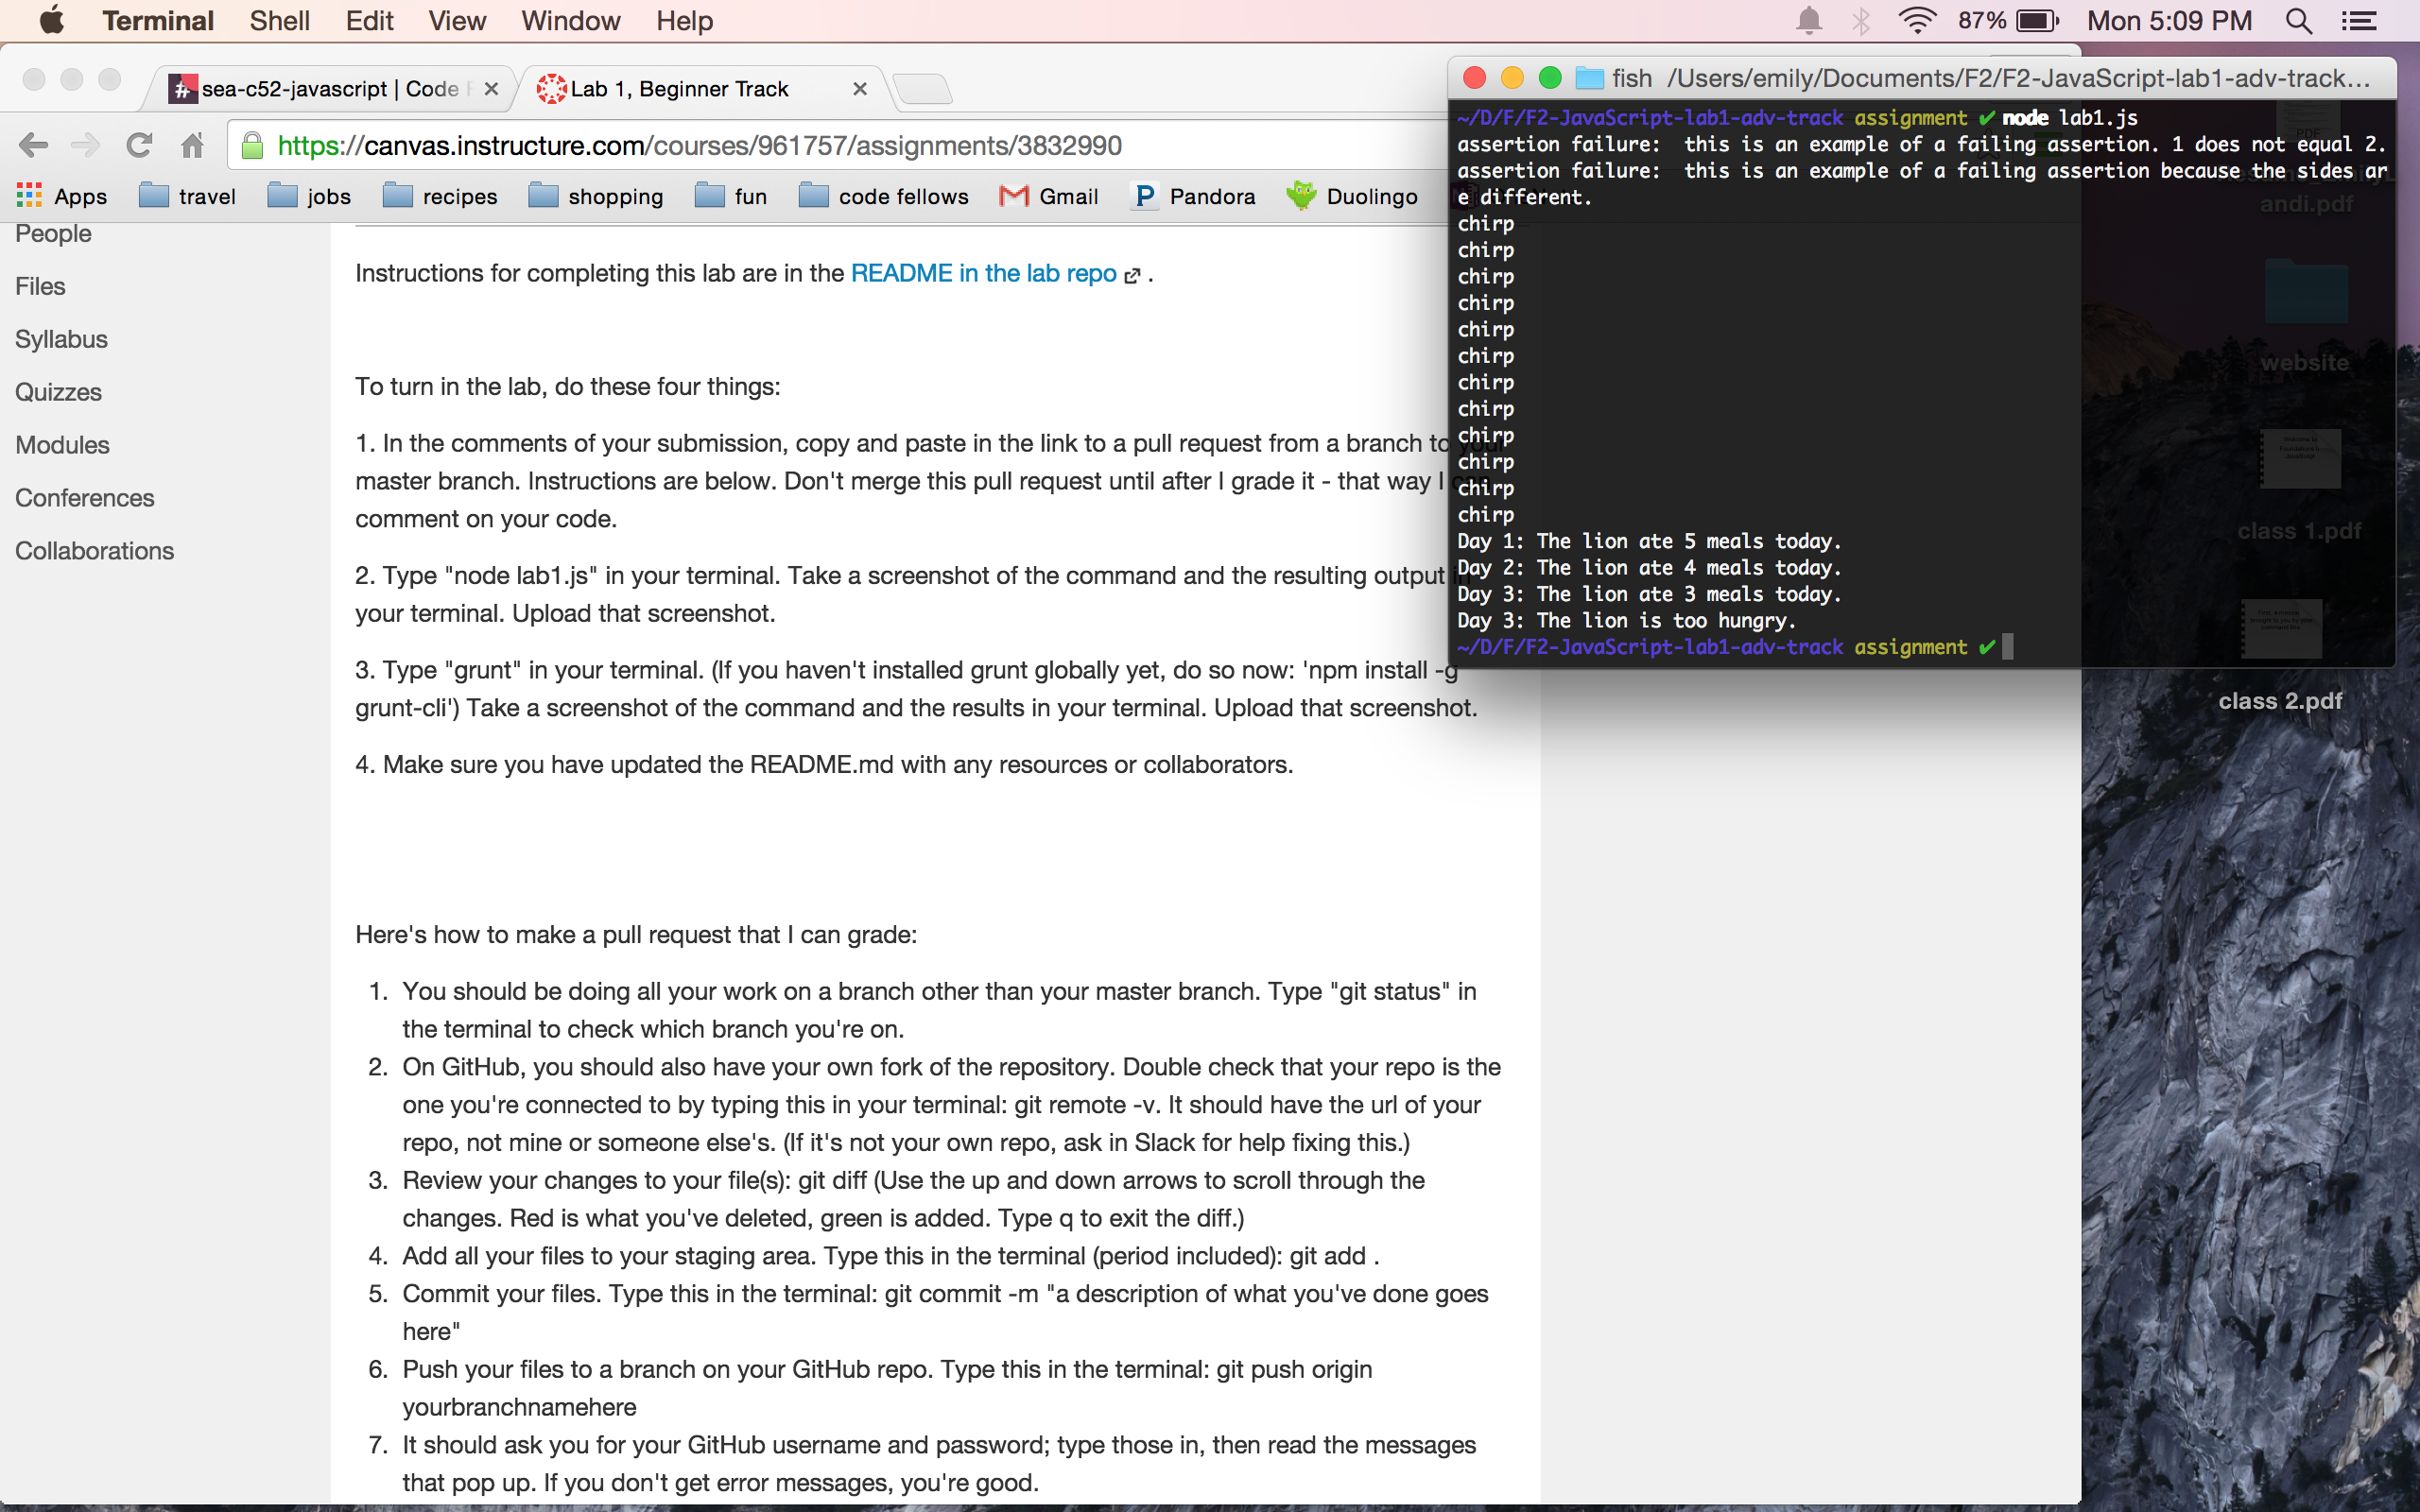 Terminal Shell Edit View Window Help 87% Mon 5:09 PM
sea-c52-javascript | Code
Lab 1, Beginner Track
https://canvas.instructure.com/courses/961757/assignments/3832990
Apps travel jobs recipes shopping fun code fellows Gmail Pandora Duolingo
People
Files
Syllabus
Quizzes
Modules
Conferences
Collaborations
Instructions for completing this lab are in the README in the lab repo .
To turn in the lab, do these four things:
1. In the comments of your submission, copy and paste in the link to a pull request from a branch to your
master branch. Instructions are below. Don't merge this pull request until after I grade it - that way I can
comment on your code.
2. Type "node lab1.js" in your terminal. Take a screenshot of the command and the resulting output in
your terminal. Upload that screenshot.
3. Type "grunt" in your terminal. (If you haven't installed grunt globally yet, do so now: 'npm install -g
grunt-cli') Take a screenshot of the command and the results in your terminal. Upload that screenshot.
4. Make sure you have updated the README.md with any resources or collaborators.
Here's how to make a pull request that I can grade:
1. You should be doing all your work on a branch other than your master branch. Type "git status" in
the terminal to check which branch you're on.
2. On GitHub, you should also have your own fork of the repository. Double check that your repo is the
one you're connected to by typing this in your terminal: git remote -v. It should have the url of your
repo, not mine or someone else's. (If it's not your own repo, ask in Slack for help fixing this.)
3. Review your changes to your file(s): git diff (Use the up and down arrows to scroll through the
changes. Red is what you've deleted, green is added. Type q to exit the diff.)
4. Add all your files to your staging area. Type this in the terminal (period included): git add .
5. Commit your files. Type this in the terminal: git commit -m "a description of what you've done goes
here"
6. Push your files to a branch on your GitHub repo. Type this in the terminal: git push origin
yourbranchnamehere
7. It should ask you for your GitHub username and password; type those in, then read the messages
that pop up. If you don't get error messages, you're good.
fish /Users/emily/Documents/F2/F2-JavaScript-lab1-adv-track...
~/D/F/F2-JavaScript-lab1-adv-track assignment ✔ node lab1.js
assertion failure: this is an example of a failing assertion. 1 does not equal 2.
assertion failure: this is an example of a failing assertion because the sides ar
e different.
chirp
chirp
chirp
chirp
chirp
chirp
chirp
chirp
chirp
chirp
chirp
chirp
Day 1: The lion ate 5 meals today.
Day 2: The lion ate 4 meals today.
Day 3: The lion ate 3 meals today.
Day 3: The lion is too hungry.
~/D/F/F2-JavaScript-lab1-adv-track assignment ✔
PDF
andi.pdf
website
class 1.pdf
class 2.pdf